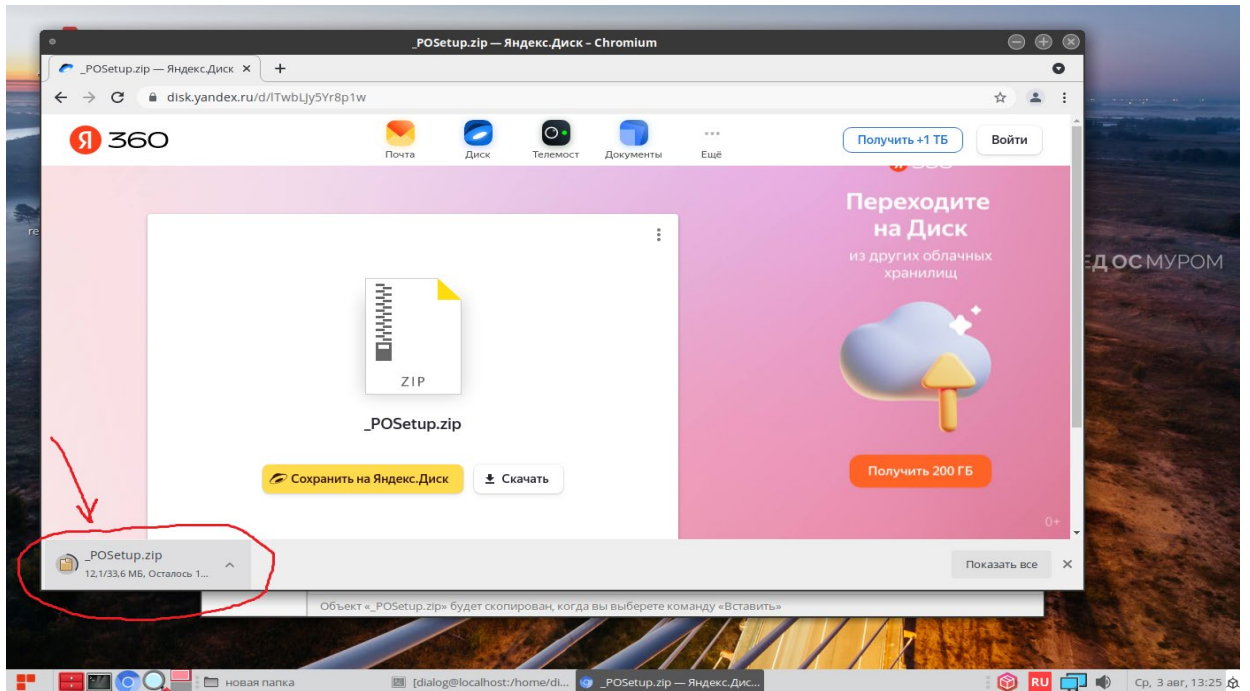 _POSetup.zip — Яндекс.Диск – Chromium
_POSetup.zip — Яндекс.Диск
disk.yandex.ru/d/lTwbLJy5Yr8p1w
Я 360
Почта
Диск
Телемост
Документы
Ещё
Получить +1 ТБ
Войти
Переходите
на Диск
из других облачных
хранилищ
ZIP
_POSetup.zip
Сохранить на Яндекс.Диск
Скачать
Получить 200 ГБ
0+
ЕД ОС МУРОМ
re
_POSetup.zip
12,1/33,6 МБ, Осталось 1...
Показать все
Объект «_POSetup.zip» будет скопирован, когда вы выберете команду «Вставить»
новая папка
[dialog@localhost:/home/di...
_POSetup.zip — Яндекс.Дис...
RU
Ср, 3 авг, 13:25